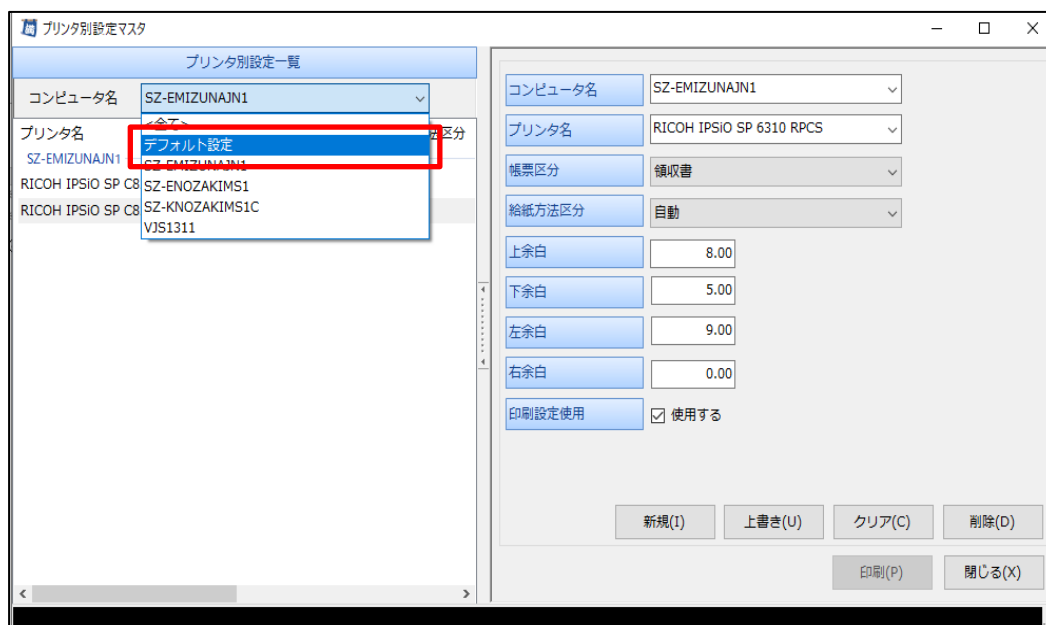 プリンタ別設定マスタ
プリンタ別設定一覧
コンピュータ名 SZ-EMIZUNAJN1
プリンタ名
区分
<全て>
デフォルト設定
SZ-EMIZUNAJN1
SZ-ENOZAKIMS1
SZ-KNOZAKIMS1C
VJS1311
SZ-EMIZUNAJN1
RICOH IPSiO SP C8
RICOH IPSiO SP C8
コンピュータ名 SZ-EMIZUNAJN1
プリンタ名 RICOH IPSiO SP 6310 RPCS
帳票区分 領収書
給紙方法区分 自動
上余白 8.00
下余白 5.00
左余白 9.00
右余白 0.00
印刷設定使用 使用する
新規(I) 上書き(U) クリア(C) 削除(D)
印刷(P) 閉じる(X)